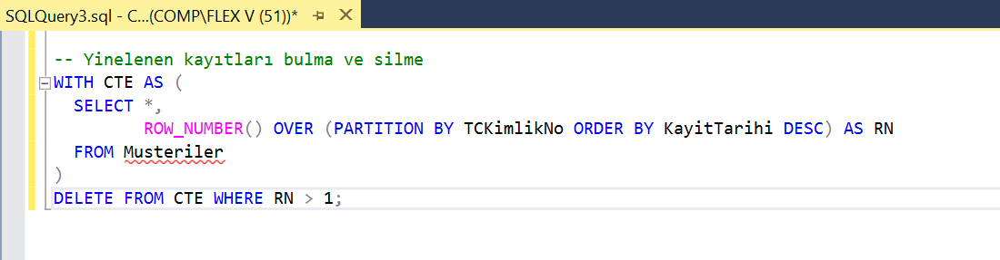 SQLQuery3.sql - C...(COMP\FLEX V (51))*
-- Yinelenen kayıtları bulma ve silme
WITH CTE AS (
SELECT *,
ROW_NUMBER() OVER (PARTITION BY TCKimlikNo ORDER BY KayitTarihi DESC) AS RN
FROM Musteriler
)
DELETE FROM CTE WHERE RN > 1;